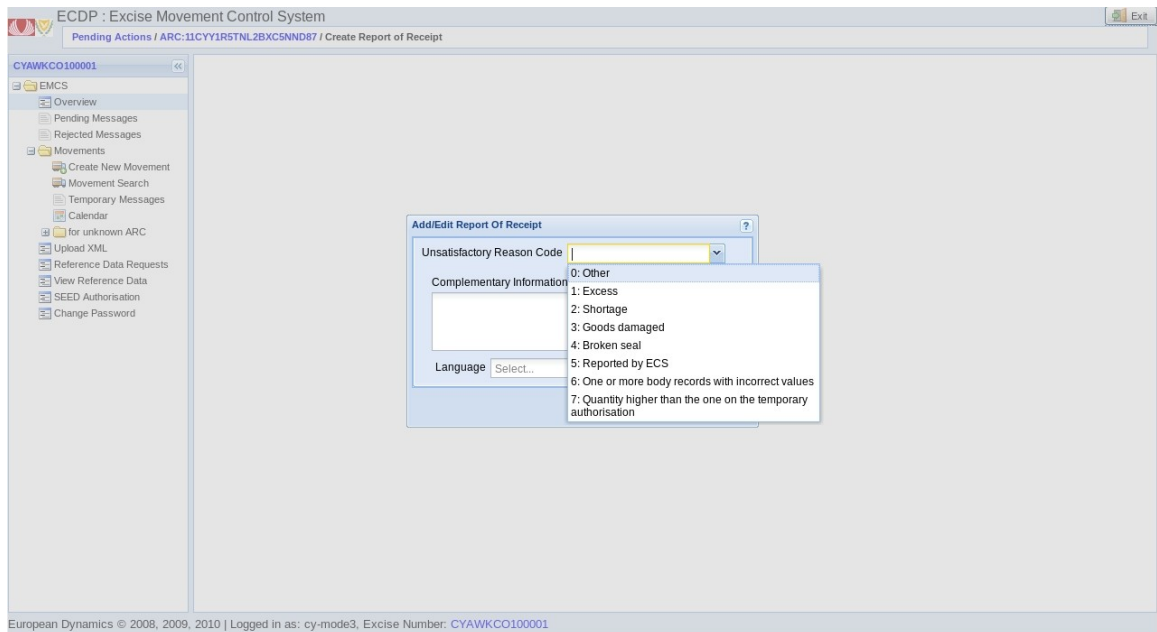 ECDP : Excise Movement Control System
Exit
Pending Actions / ARC:11CYY1R5TNL2BXC5NND87 / Create Report of Receipt
CYAWKCO100001
EMCS
Overview
Pending Messages
Rejected Messages
Movements
Create New Movement
Movement Search
Temporary Messages
Calendar
for unknown ARC
Upload XML
Reference Data Requests
View Reference Data
SEED Authorisation
Change Password
Add/Edit Report Of Receipt
?
Unsatisfactory Reason Code
0: Other
Complementary Information
1: Excess
2: Shortage
3: Goods damaged
4: Broken seal
5: Reported by ECS
Language Select...
6: One or more body records with incorrect values
7: Quantity higher than the one on the temporary
authorisation
European Dynamics © 2008, 2009, 2010 | Logged in as: cy-mode3, Excise Number: CYAWKCO100001